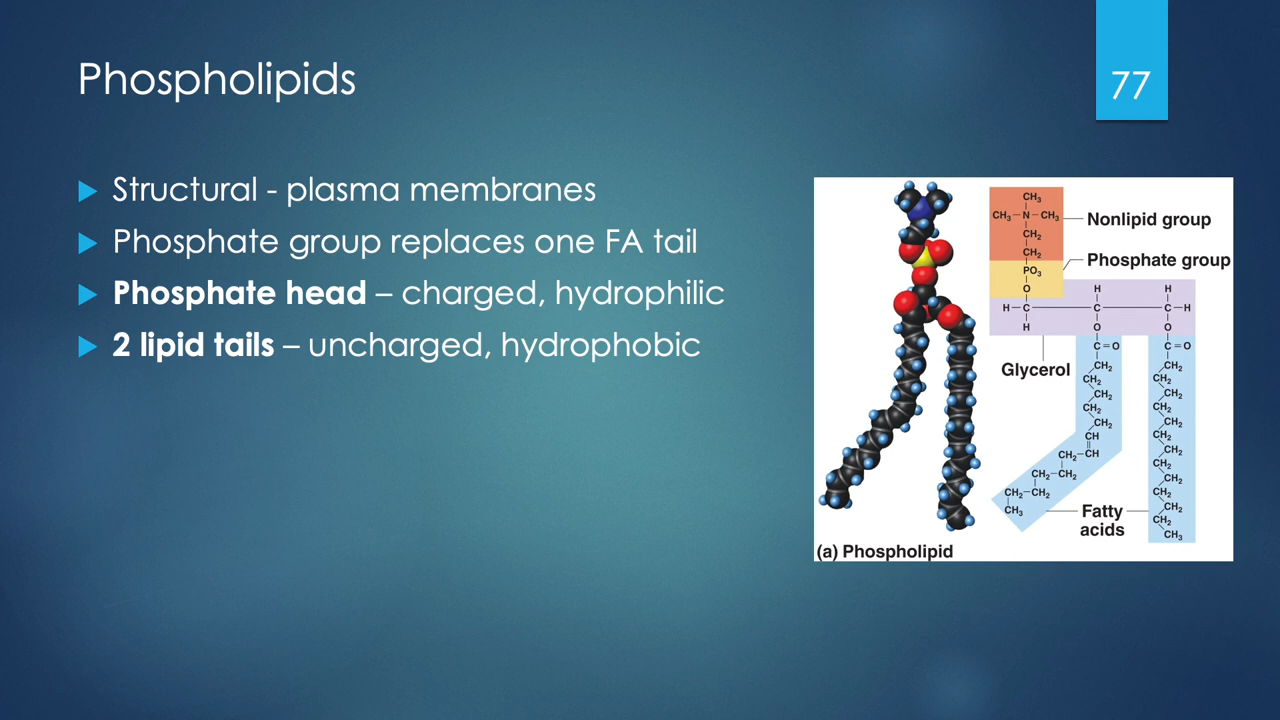 Phospholipids
77
Structural - plasma membranes
Phosphate group replaces one FA tail
Phosphate head – charged, hydrophilic
2 lipid tails – uncharged, hydrophobic
CH₃
CH₃ – N – CH₃
CH₂
CH₂
PO₃
O
Nonlipid group
Phosphate group
H H
H – C C C – H
H O O
Glycerol
C = O C = O
CH₂ CH₂
CH₂ CH₂
CH₂ CH₂
CH₂ CH₂
CH₂ CH₂
CH CH₂
CH₂ – CH CH₂
CH₂ – CH₂ CH₂
CH₂ – CH₂ CH₂
CH₃ CH₂
CH₂
CH₂
CH₃
Fatty
acids
(a) Phospholipid